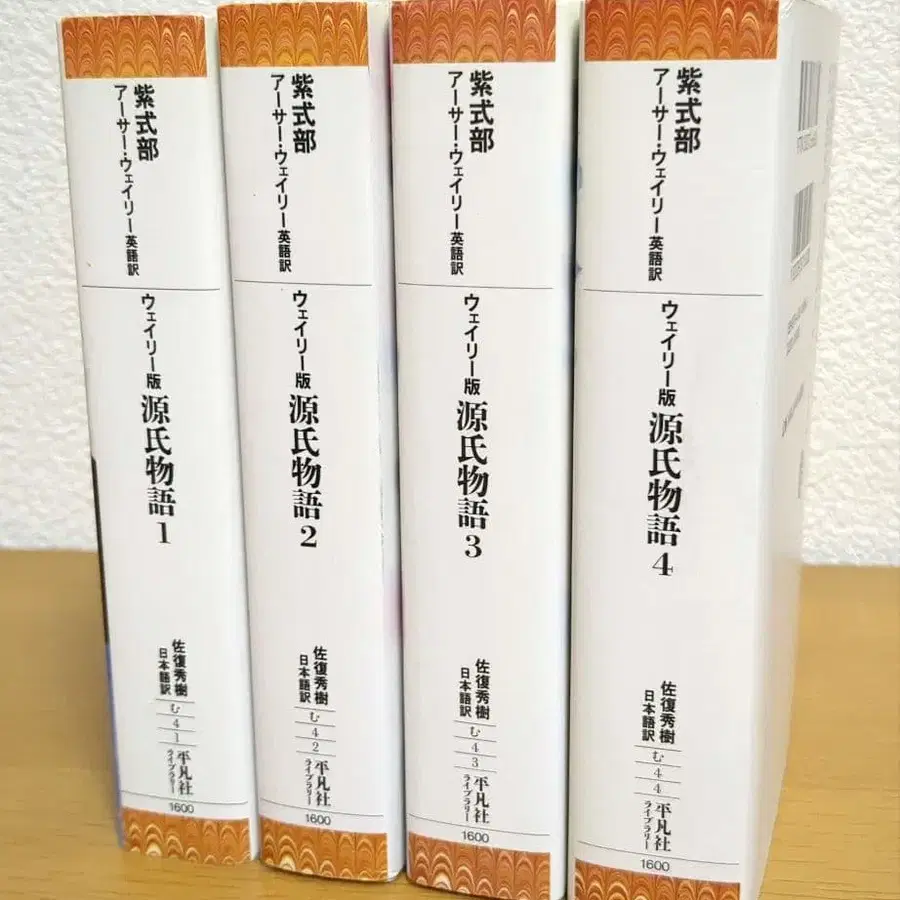 紫式部
アーサー・ウェイリー英語訳
ウェイリー版 源氏物語 1
佐復秀樹
日本語訳
む
4
1
平凡社
ライブラリー
1600
紫式部
アーサー・ウェイリー英語訳
ウェイリー版 源氏物語 2
佐復秀樹
日本語訳
む
4
2
平凡社
ライブラリー
1600
紫式部
アーサー・ウェイリー英語訳
ウェイリー版 源氏物語 3
佐復秀樹
日本語訳
む
4
3
平凡社
ライブラリー
1600
紫式部
アーサー・ウェイリー英語訳
ウェイリー版 源氏物語 4
佐復秀樹
日本語訳
む
4
4
平凡社
ライブラリー
1600